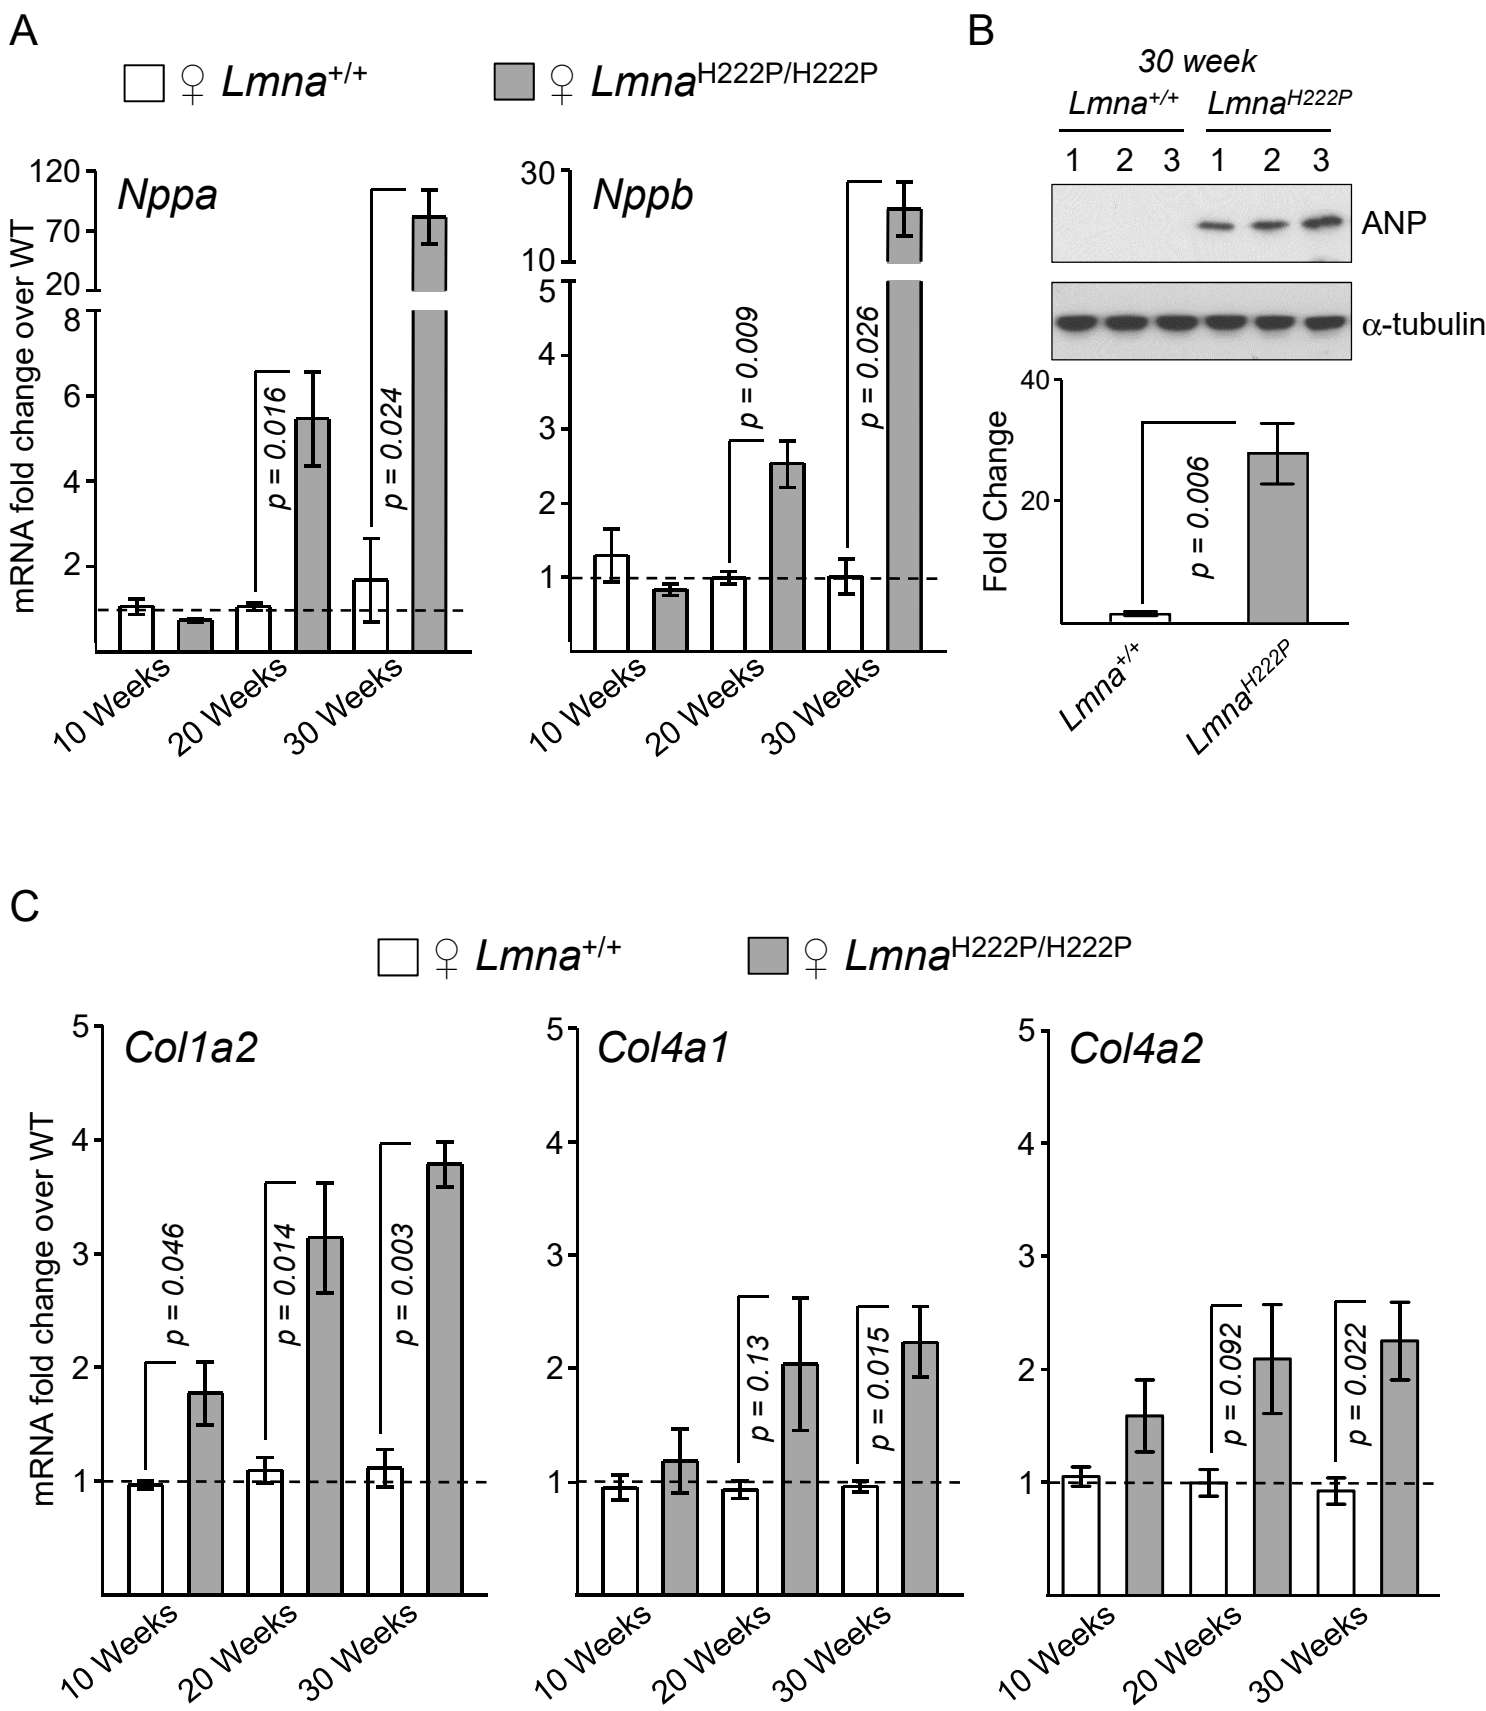 A
♀ Lmna+/+
♀ LmnaH222P/H222P
mRNA fold change over WT
Nppa
120
70
20
8
6
4
2
p = 0.016
p = 0.024
10 Weeks
20 Weeks
30 Weeks
Nppb
30
10
5
4
3
2
1
p = 0.009
p = 0.026
10 Weeks
20 Weeks
30 Weeks
B
30 week
Lmna+/+
LmnaH222P
1 2 3 1 2 3
ANP
α-tubulin
Fold Change
40
20
p = 0.006
Lmna+/+
LmnaH222P
C
♀ Lmna+/+
♀ LmnaH222P/H222P
mRNA fold change over WT
Col1a2
5
4
3
2
1
p = 0.046
p = 0.014
p = 0.003
10 Weeks
20 Weeks
30 Weeks
Col4a1
5
4
3
2
1
p = 0.13
p = 0.015
10 Weeks
20 Weeks
30 Weeks
Col4a2
5
4
3
2
1
p = 0.092
p = 0.022
10 Weeks
20 Weeks
30 Weeks